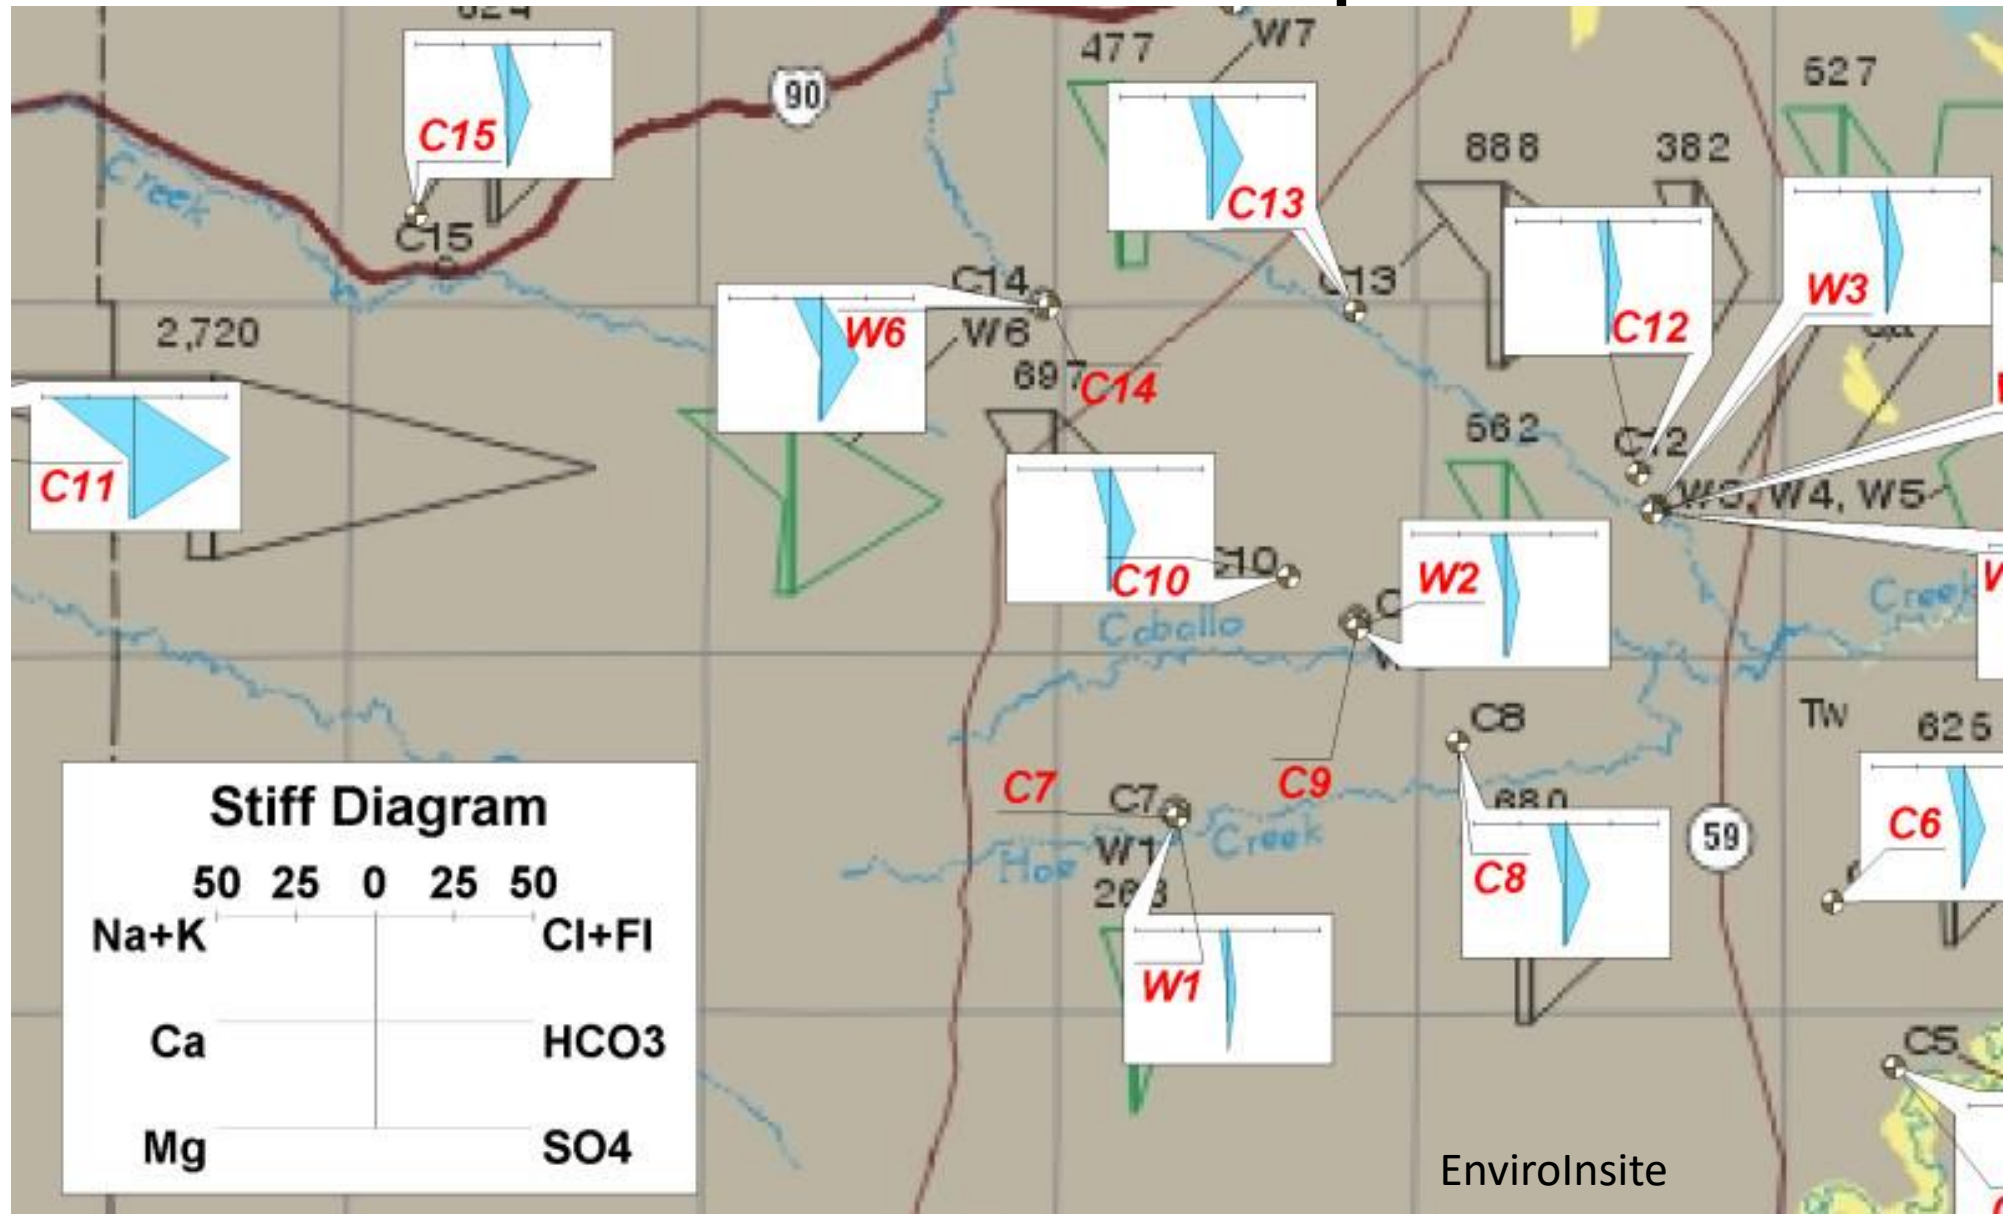 477
W7
527
90
C15
888
382
Creek
C13
C15
W3
C14
C13
C12
2,720
W6
W6
697
C14
C12
562
C11
W3, W4, W5
C10
C10
W2
Creek
Caballo
C8
TW
625
Stiff Diagram
C7
C7
C9
680
59
C6
50 25 0 25 50
Hoe Creek
W1
C8
Na+K Cl+Fl
W1
Ca HCO3
C5
Mg SO4
EnviroInsite